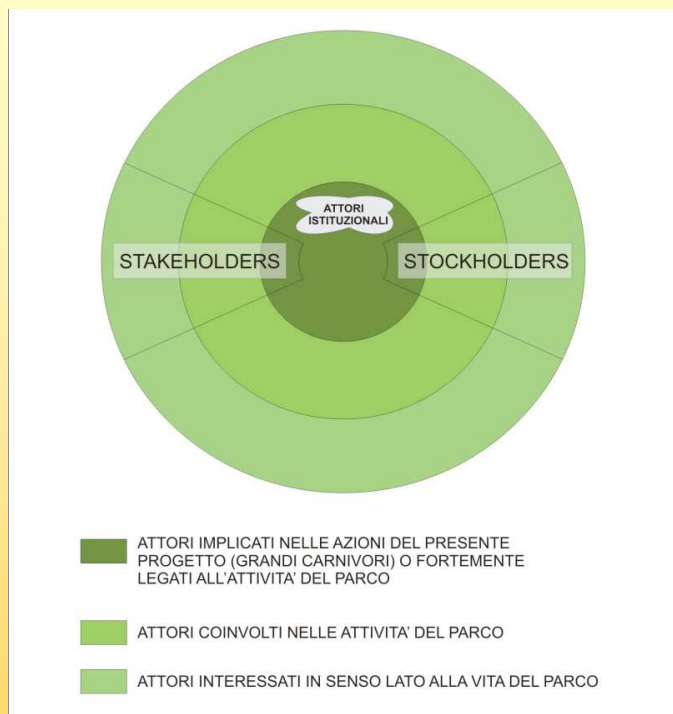 ATTORI
ISTITUZIONALI
STAKEHOLDERS
STOCKHOLDERS
ATTORI IMPLICATI NELLE AZIONI DEL PRESENTE
PROGETTO (GRANDI CARNIVORI) O FORTEMENTE
LEGATI ALL'ATTIVITA' DEL PARCO
ATTORI COINVOLTI NELLE ATTIVITA' DEL PARCO
ATTORI INTERESSATI IN SENSO LATO ALLA VITA DEL PARCO